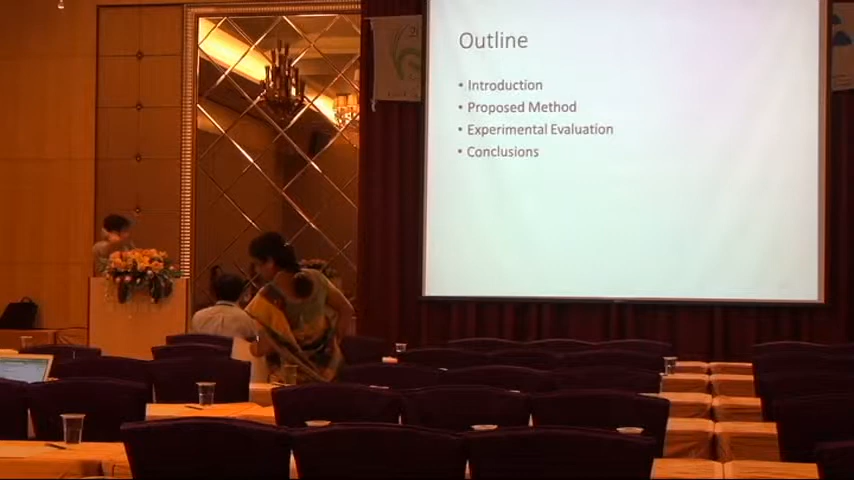 Outline
• Introduction
• Proposed Method
• Experimental Evaluation
• Conclusions